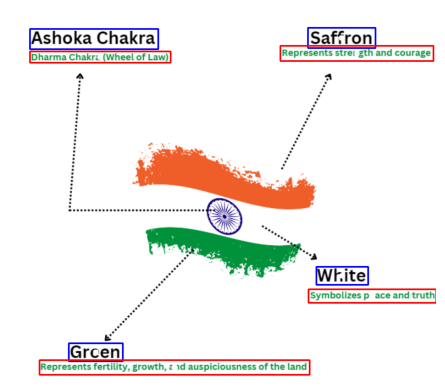 Ashoka Chakra
Dharma Chakra (Wheel of Law)
Saffron
Represents strength and courage
White
Symbolizes peace and truth
Green
Represents fertility, growth, and auspiciousness of the land